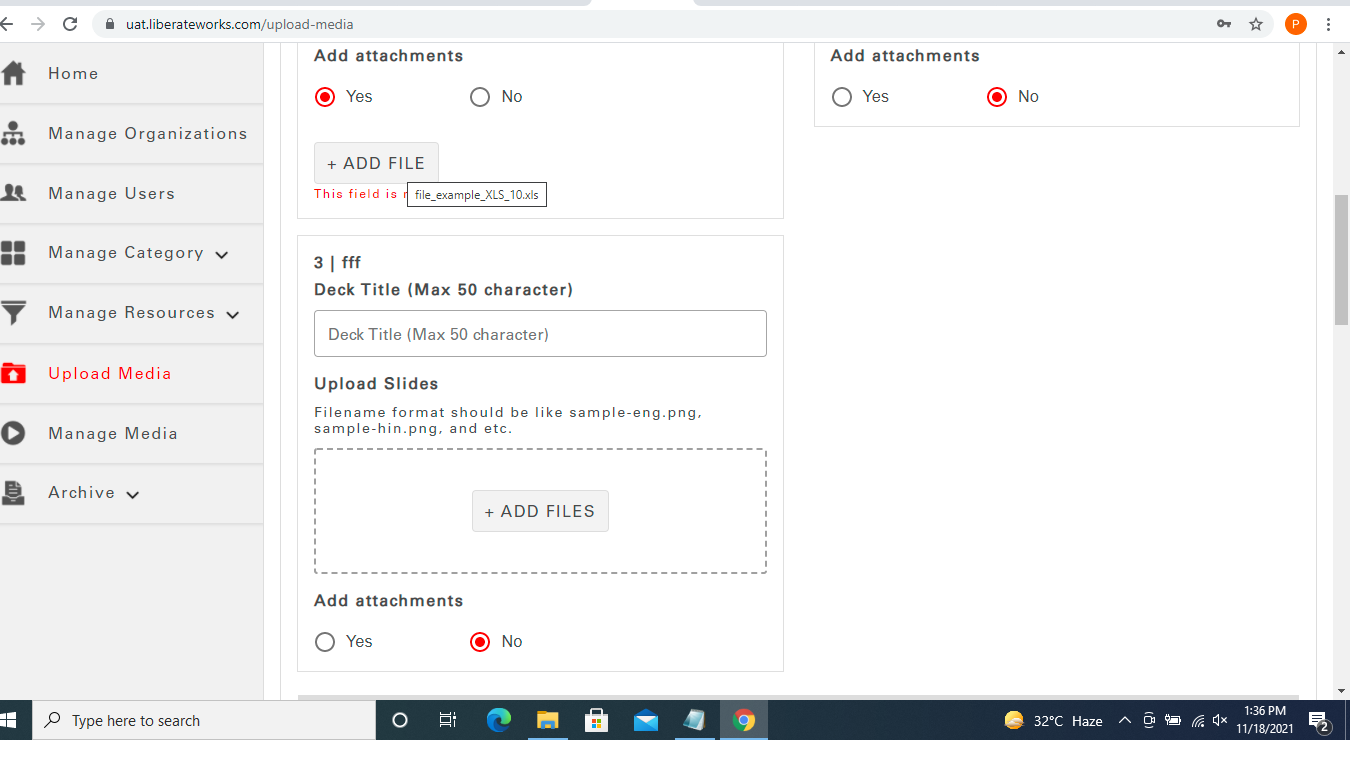 uat.liberateworks.com/upload-media
P
Home
Manage Organizations
Manage Users
Manage Category
Manage Resources
Upload Media
Manage Media
Archive
Add attachments
Yes No
+ ADD FILE
This field is
file_example_XLS_10.xls
Add attachments
Yes No
3 | fff
Deck Title (Max 50 character)
Deck Title (Max 50 character)
Upload Slides
Filename format should be like sample-eng.png,
sample-hin.png, and etc.
+ ADD FILES
Add attachments
Yes No
Type here to search
32°C Haze
1:36 PM
11/18/2021
2